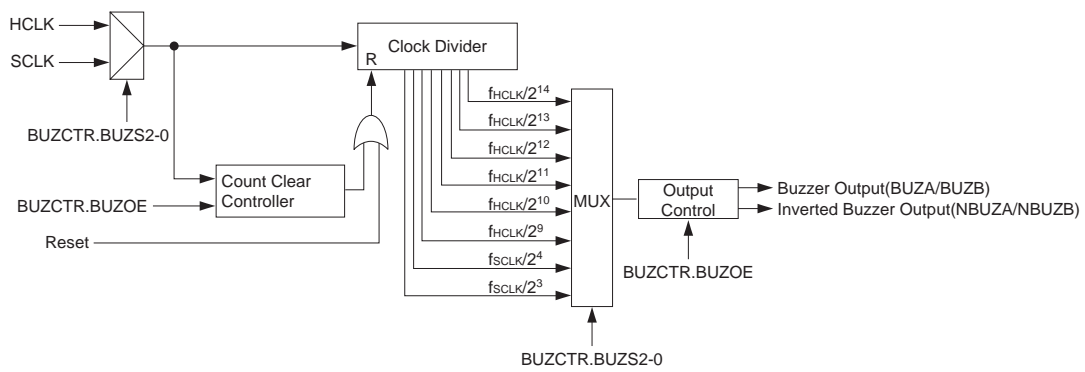 HCLK
SCLK
BUZCTR.BUZS2-0
Clock Divider
R
fHCLK/2^14
fHCLK/2^13
fHCLK/2^12
fHCLK/2^11
fHCLK/2^10
fHCLK/2^9
fSCLK/2^4
fSCLK/2^3
Count Clear
Controller
BUZCTR.BUZOE
Reset
MUX
BUZCTR.BUZS2-0
Output
Control
BUZCTR.BUZOE
Buzzer Output(BUZA/BUZB)
Inverted Buzzer Output(NBUZA/NBUZB)